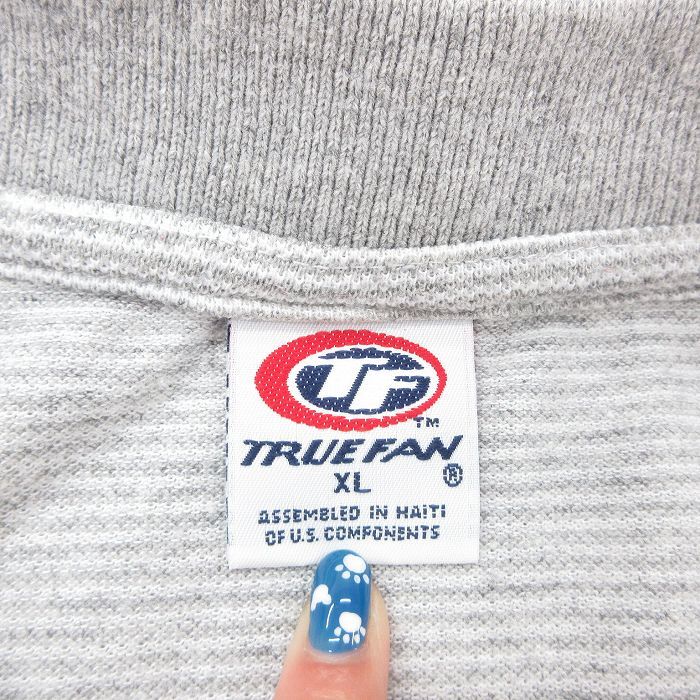 TF
TM
TRUE FAN
XL ®
ASSEMBLED IN HAITI
OF U.S. COMPONENTS